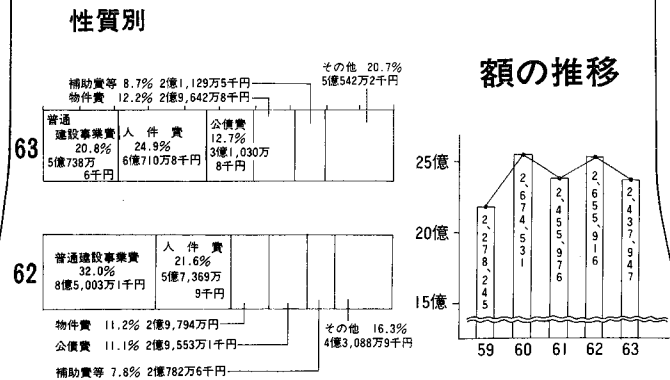 性質別
補助費等 8.7% 2億1,129万5千円
物件費 12.2% 2億9,642万8千円
その他 20.7%
5億542万2千円
63
普通
建設事業費
20.8%
5億738万
6千円
人件費
24.9%
6億710万8千円
公債費
12.7%
3億1,030万
8千円
62
普通建設事業費
32.0%
8億5,003万1千円
人件費
21.6%
5億7,369万
9千円
物件費 11.2% 2億9,794万円
公債費 11.1% 2億9,553万1千円
補助費等 7.8% 2億782万6千円
その他 16.3%
4億3,088万9千円
額の推移
25億
20億
15億
2,278,245
2,674,531
2,455,976
2,655,916
2,437,947
59 60 61 62 63